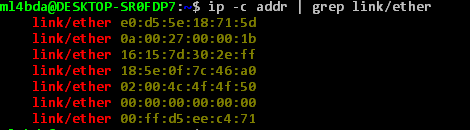 ml4bda@DESKTOP-SR0FDP7:~$ ip -c addr | grep link/ether
link/ether e0:d5:5e:18:71:5d
link/ether 0a:00:27:00:00:1b
link/ether 16:15:7d:30:2e:ff
link/ether 18:5e:0f:7c:46:a0
link/ether 02:00:4c:4f:4f:50
link/ether 00:00:00:00:00:00
link/ether 00:ff:d5:ee:c4:71